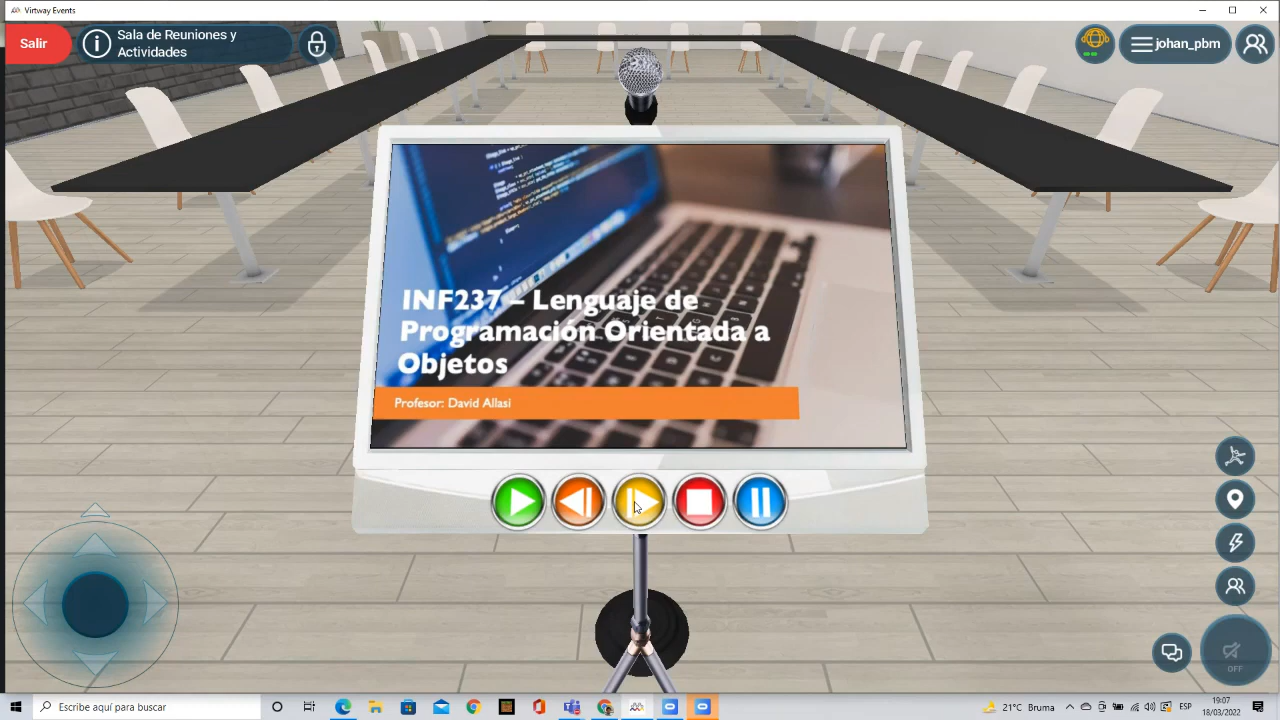 Virtway Events
Salir
Sala de Reuniones y
Actividades
johan_pbm
INF237 – Lenguaje de
Programación Orientada a
Objetos
Profesor: David Allasi
OFF
Escribe aquí para buscar
21°C Bruma
ESP
19:07
18/03/2022